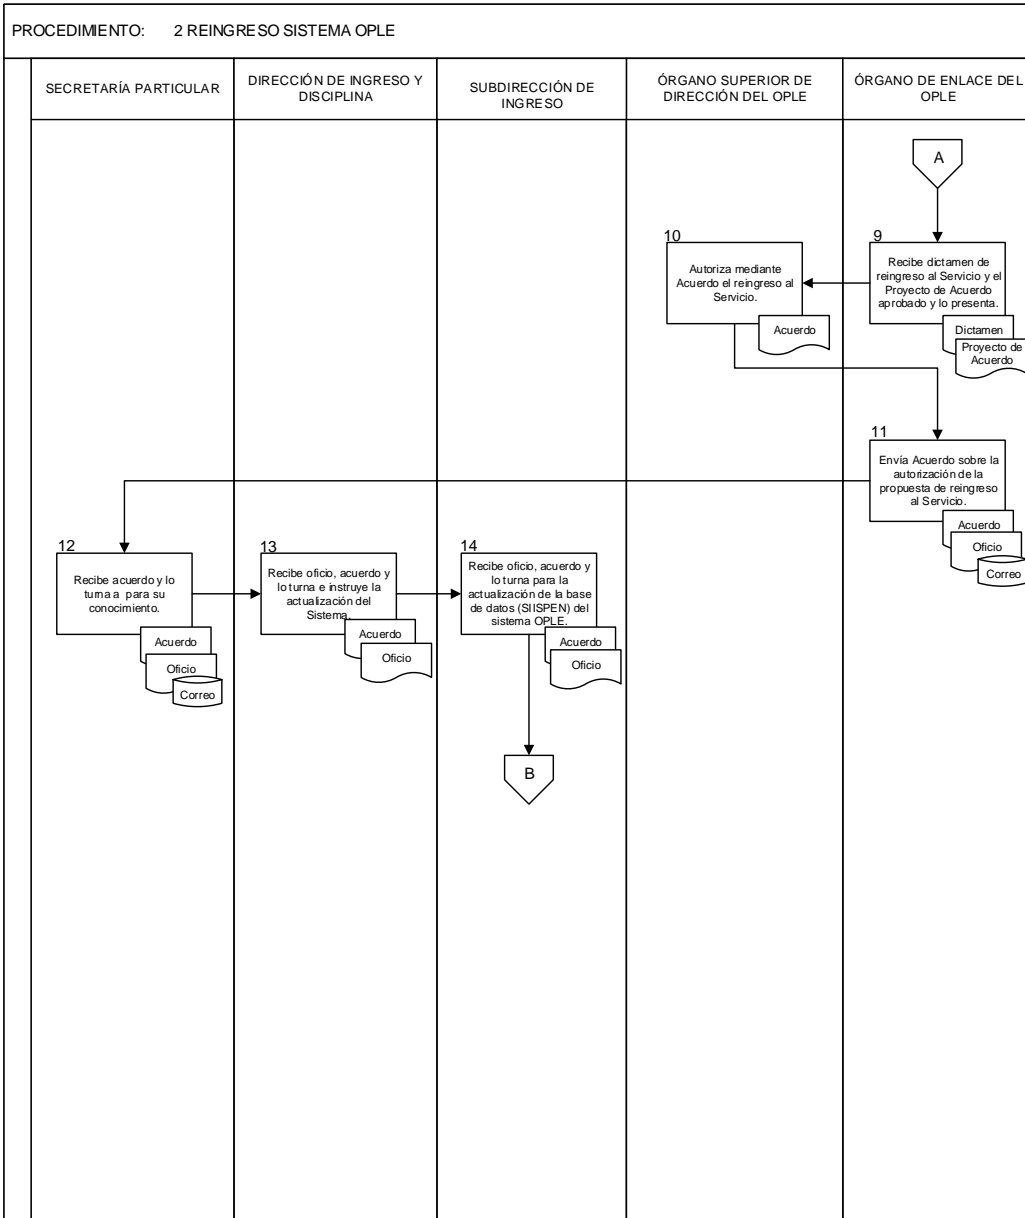 PROCEDIMIENTO: 2 REINGRESO SISTEMA OPLE
SECRETARÍA PARTICULAR
DIRECCIÓN DE INGRESO Y
DISCIPLINA
SUBDIRECCIÓN DE
INGRESO
ÓRGANO SUPERIOR DE
DIRECCIÓN DEL OPLE
ÓRGANO DE ENLACE DEL
OPLE
A
9
Recibe dictamen de
reingreso al Servicio y el
Proyecto de Acuerdo
aprobado y lo presenta.
Dictamen
Proyecto de
Acuerdo
10
Autoriza mediante
Acuerdo el reingreso al
Servicio.
Acuerdo
11
Envía Acuerdo sobre la
autorización de la
propuesta de reingreso
al Servicio.
Acuerdo
Oficio
Correo
12
Recibe acuerdo y lo
turna a para su
conocimiento.
Acuerdo
Oficio
Correo
13
Recibe oficio, acuerdo y
lo turna e instruye la
actualización del
Sistema.
Acuerdo
Oficio
14
Recibe oficio, acuerdo y
lo turna para la
actualización de la base
de datos (SIISPEN) del
sistema OPLE.
Acuerdo
Oficio
B